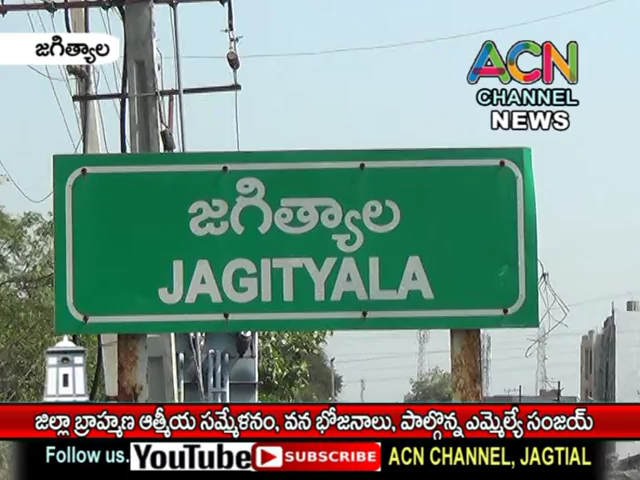 జగిత్యాల
ACN
CHANNEL
NEWS
జగిత్యాల
JAGITYALA
జిల్లా బ్రాహ్మణ ఆత్మీయ సమ్మేళనం, వన భోజనాలు, పాల్గొన్న ఎమ్మెల్యే సంజయ్
Follow us. YouTube SUBSCRIBE ACN CHANNEL, JAGTIAL